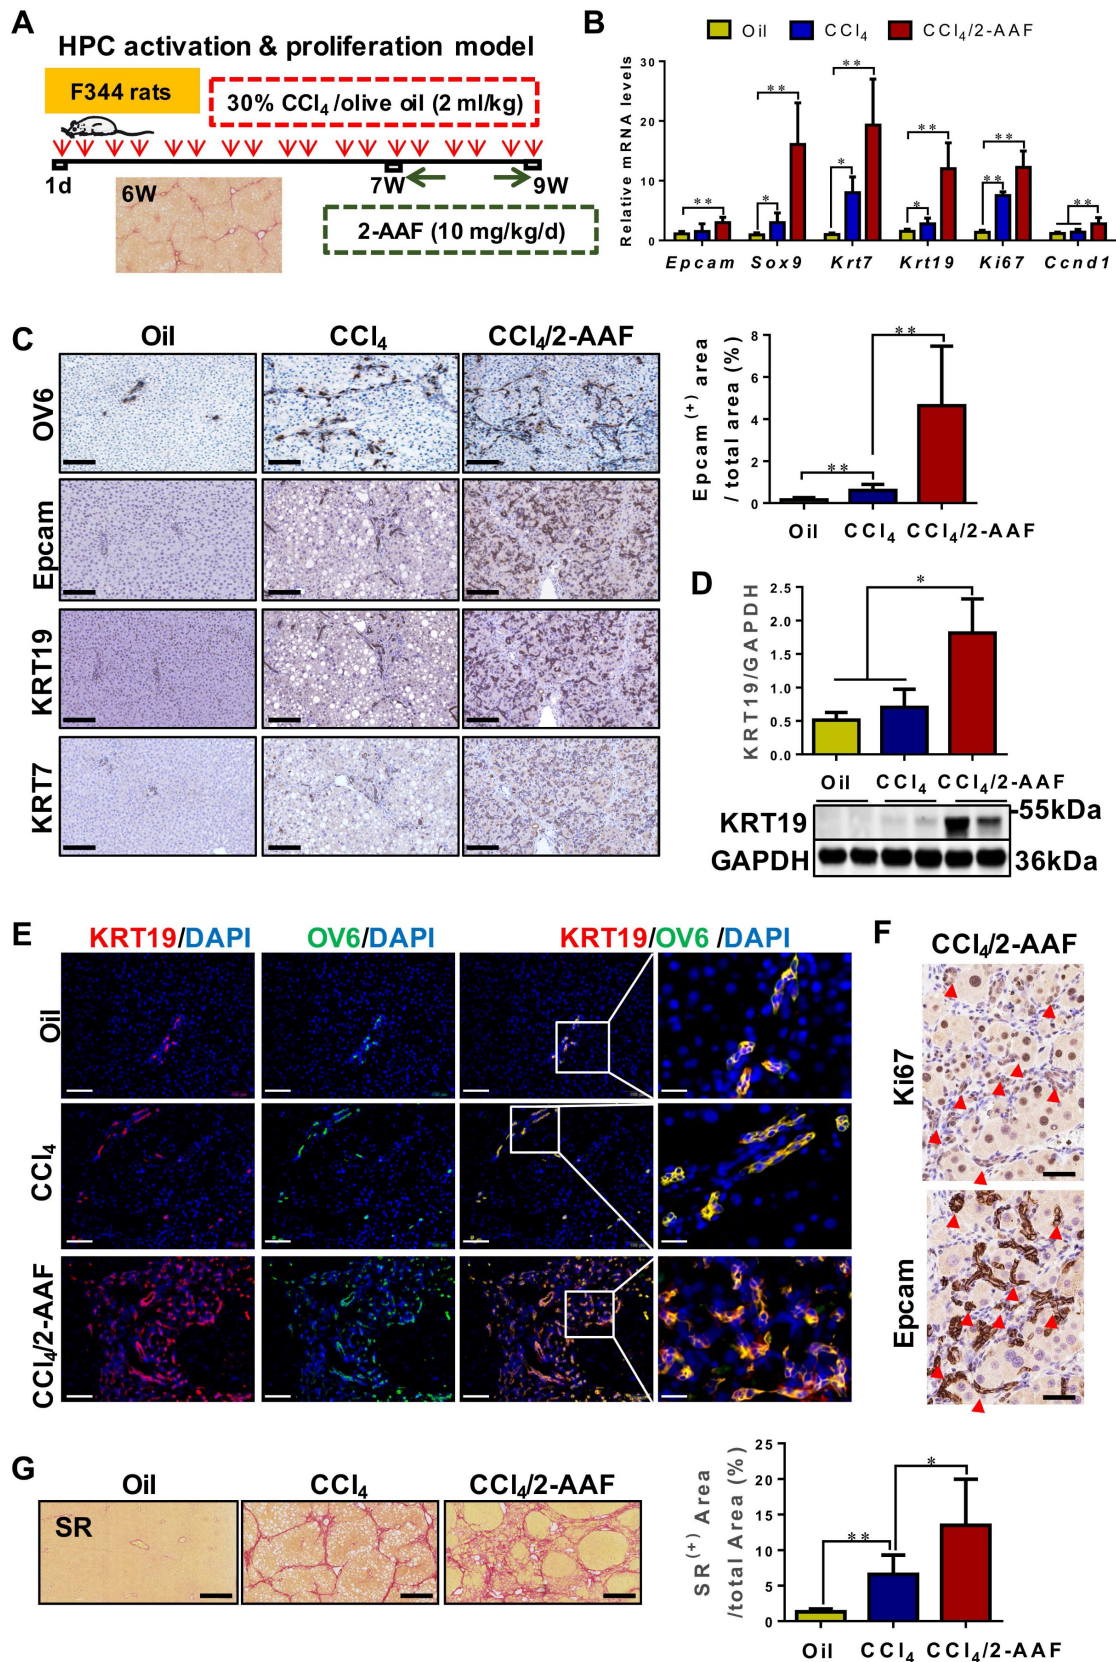 A
HPC activation & proliferation model
F344 rats
30% CCl₄ /olive oil (2 ml/kg)
1d
7W
9W
6W
2-AAF (10 mg/kg/d)
B
Oil
CCl₄
CCl₄/2-AAF
Relative mRNA levels
30
20
10
0
**
*
**
*
**
*
**
**
**
**
Epcam
Sox9
Krt7
Krt19
Ki67
Ccnd1
C
Oil
CCl₄
CCl₄/2-AAF
OV6
Epcam
KRT19
KRT7
Epcam (+) area
/ total area (%)
8
6
4
2
0
**
**
Oil
CCl₄
CCl₄/2-AAF
D
KRT19/GAPDH
2.5
2.0
1.5
1.0
0.5
0.0
*
Oil
CCl₄
CCl₄/2-AAF
KRT19
-55kDa
GAPDH
36kDa
E
KRT19/DAPI
OV6/DAPI
KRT19/OV6 /DAPI
Oil
CCl₄
CCl₄/2-AAF
F
CCl₄/2-AAF
Ki67
Epcam
G
Oil
CCl₄
CCl₄/2-AAF
SR
SR (+) Area
/total Area (%)
25
20
15
10
5
0
**
*
Oil
CCl₄
CCl₄/2-AAF